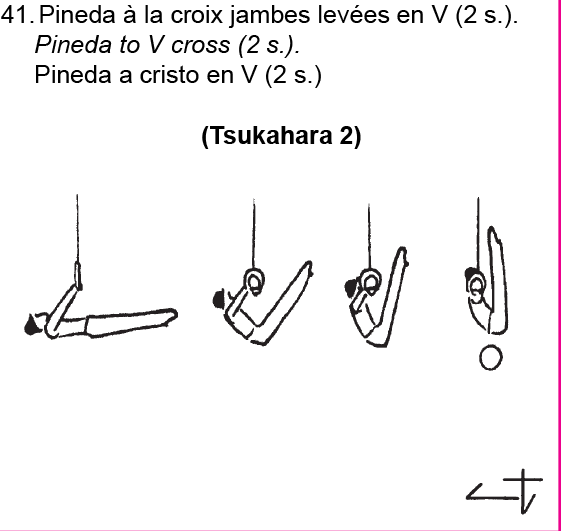 41. Pineda à la croix jambes levées en V (2 s.).
Pineda to V cross (2 s.).
Pineda a cristo en V (2 s.)
(Tsukahara 2)